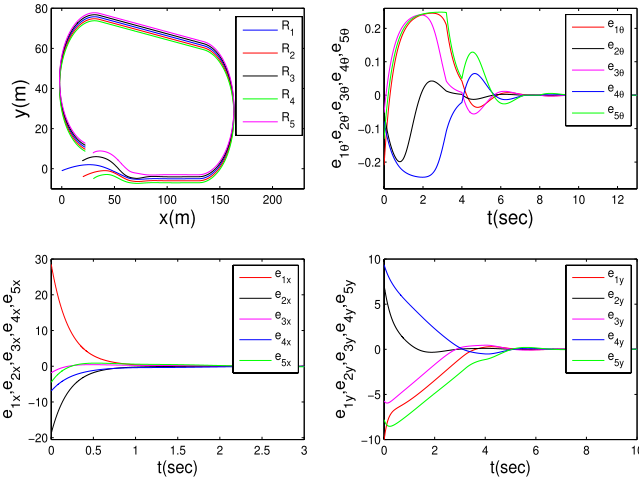 80
60
40
20
0
0
50
100
150
200
y(m)
x(m)
R1
R2
R3
R4
R5
0.2
0.1
0
−0.1
−0.2
0
2
4
6
8
10
12
e1θ,e2θ,e3θ,e4θ,e5θ
t(sec)
e1θ
e2θ
e3θ
e4θ
e5θ
30
20
10
0
−10
−20
0
0.5
1
1.5
2
2.5
3
e1x,e2x,e3x,e4x,e5x
t(sec)
e1x
e2x
e3x
e4x
e5x
10
5
0
−5
−10
0
2
4
6
8
10
e1y,e2y,e3y,e4y,e5y
t(sec)
e1y
e2y
e3y
e4y
e5y